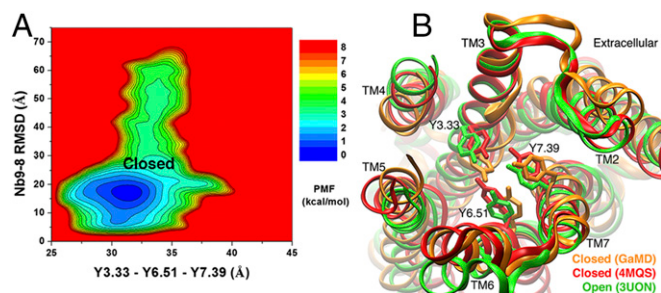 A
Nb9-8 RMSD (Å)
70
60
50
40
30
20
10
0
Closed
25
30
35
40
45
Y3.33 - Y6.51 - Y7.39 (Å)
8
7
6
5
4
3
2
1
0
PMF
(kcal/mol)
B
TM3
Extracellular
TM4
Y3.33
Y7.39
TM5
TM2
Y6.51
TM7
TM6
Closed (GaMD)
Closed (4MQS)
Open (3UON)